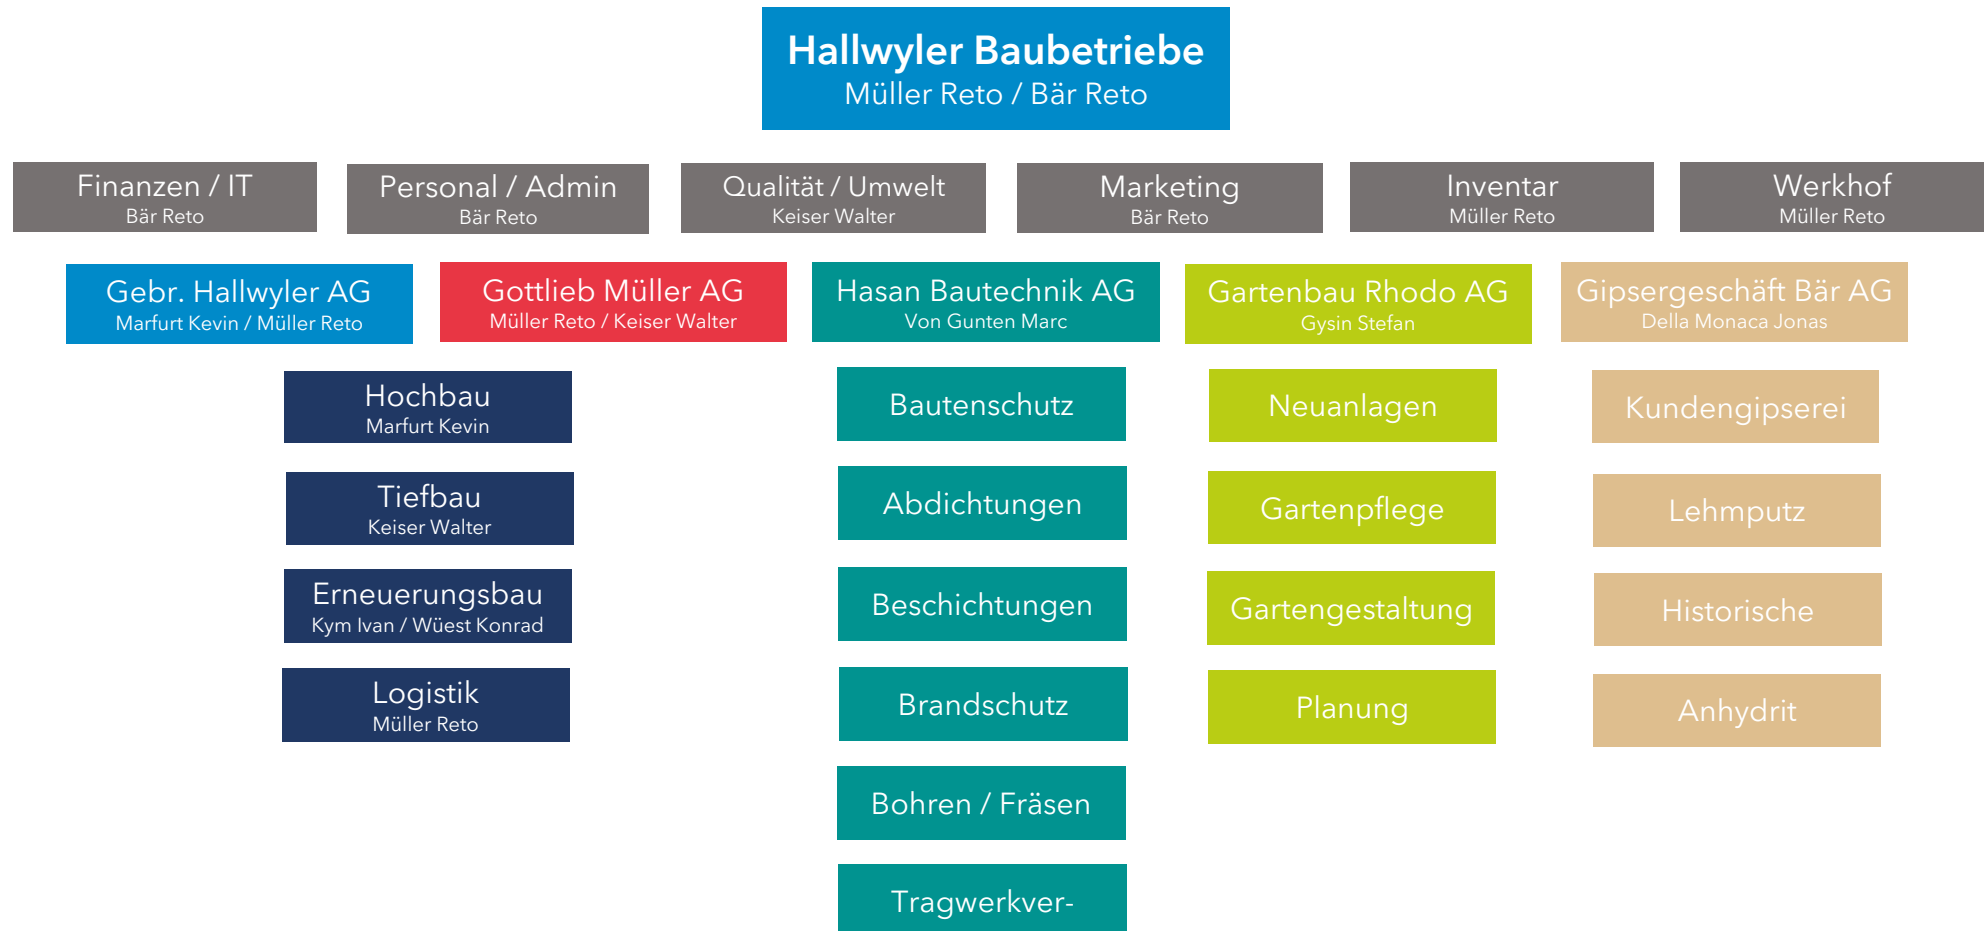 Hallwyler Baubetriebe
Müller Reto / Bär Reto
Finanzen / IT
Bär Reto
Personal / Admin
Bär Reto
Qualität / Umwelt
Keiser Walter
Marketing
Bär Reto
Inventar
Müller Reto
Werkhof
Müller Reto
Gebr. Hallwyler AG
Marfurt Kevin / Müller Reto
Gottlieb Müller AG
Müller Reto / Keiser Walter
Hasan Bautechnik AG
Von Gunten Marc
Gartenbau Rhodo AG
Gysin Stefan
Gipsergeschäft Bär AG
Della Monaca Jonas
Hochbau
Marfurt Kevin
Tiefbau
Keiser Walter
Erneuerungsbau
Kym Ivan / Wüest Konrad
Logistik
Müller Reto
Bautenschutz
Abdichtungen
Beschichtungen
Brandschutz
Bohren / Fräsen
Tragwerkver-
Neuanlagen
Gartenpflege
Gartengestaltung
Planung
Kundengipserei
Lehmputz
Historische
Anhydrit